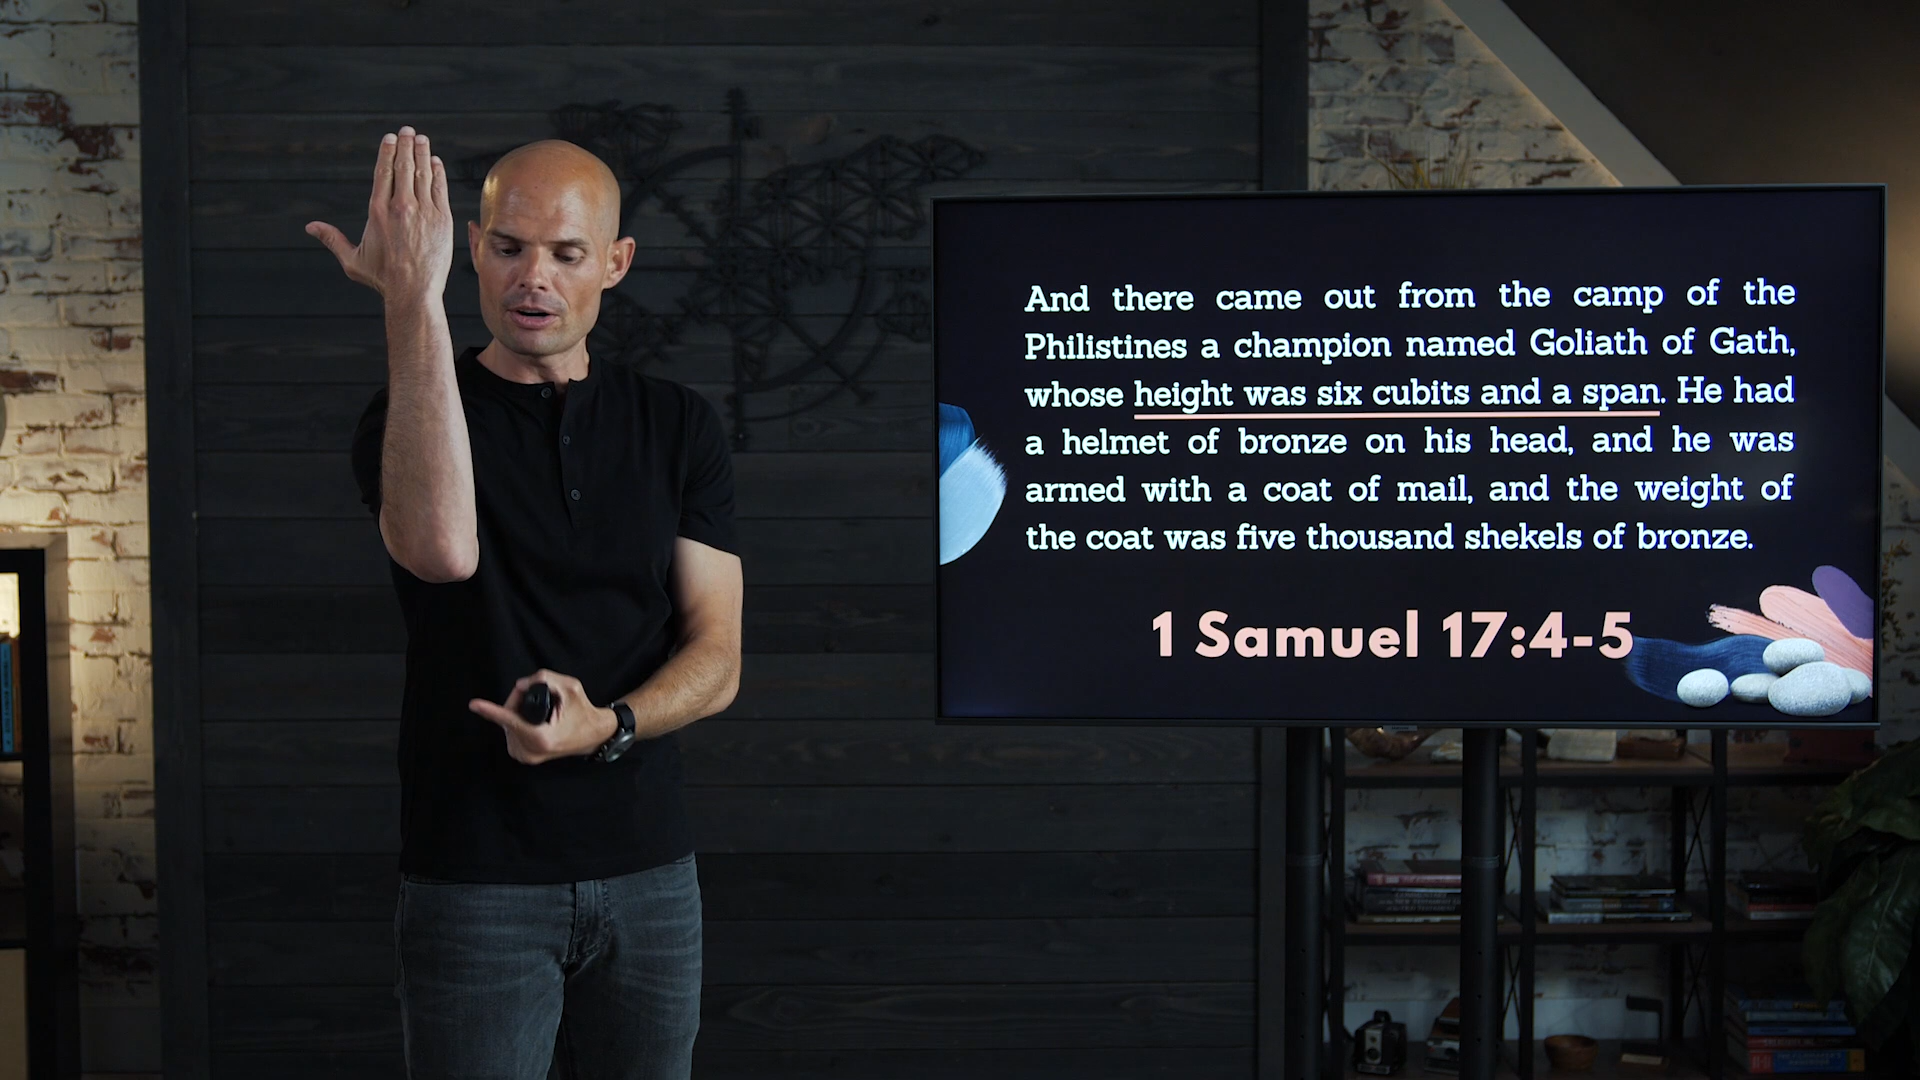 And there came out from the camp of the
Philistines a champion named Goliath of Gath,
whose height was six cubits and a span. He had
a helmet of bronze on his head, and he was
armed with a coat of mail, and the weight of
the coat was five thousand shekels of bronze.
1 Samuel 17:4-5